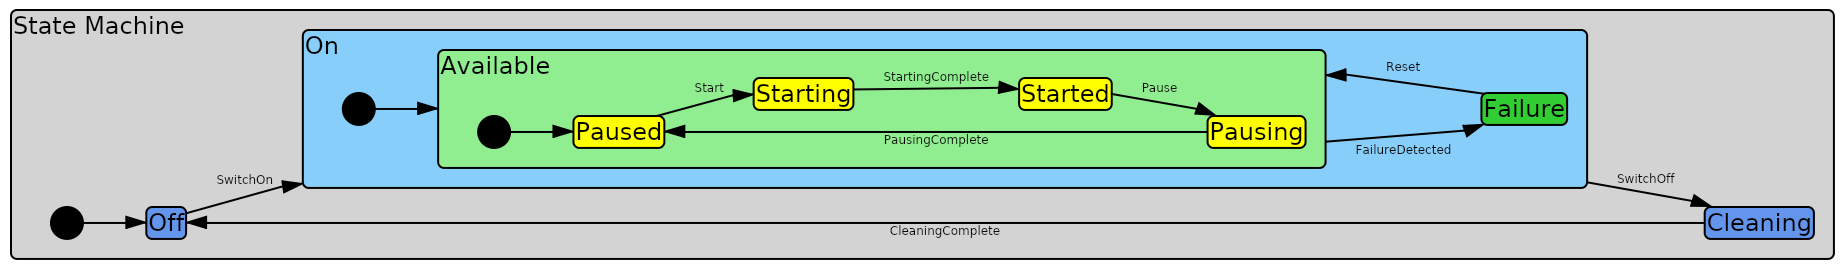 State Machine
On
Available
Start
Starting
StartingComplete
Started
Pause
Reset
Failure
Paused
PausingComplete
Pausing
FailureDetected
SwitchOn
SwitchOff
Off
CleaningComplete
Cleaning